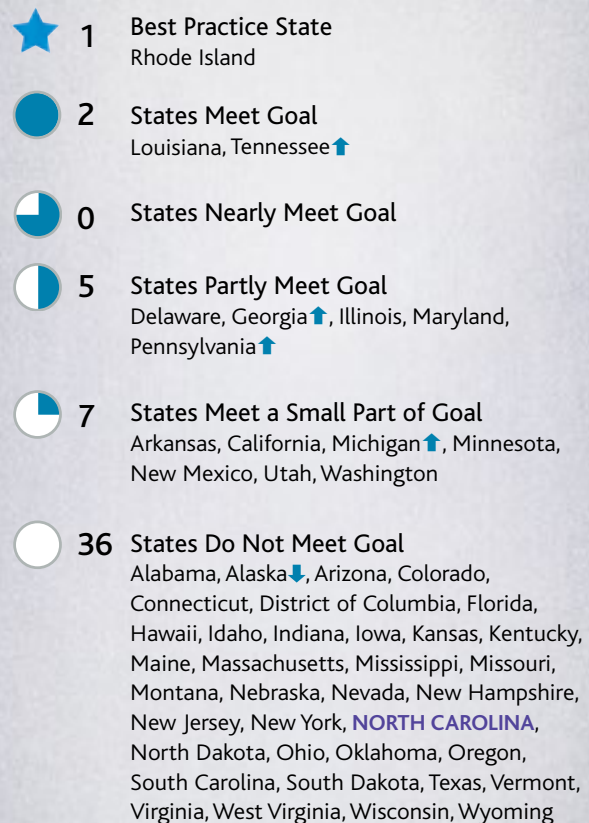 1 Best Practice State
Rhode Island
2 States Meet Goal
Louisiana, Tennessee⬆
0 States Nearly Meet Goal
5 States Partly Meet Goal
Delaware, Georgia⬆, Illinois, Maryland,
Pennsylvania⬆
7 States Meet a Small Part of Goal
Arkansas, California, Michigan⬆, Minnesota,
New Mexico, Utah, Washington
36 States Do Not Meet Goal
Alabama, Alaska⬇, Arizona, Colorado,
Connecticut, District of Columbia, Florida,
Hawaii, Idaho, Indiana, Iowa, Kansas, Kentucky,
Maine, Massachusetts, Mississippi, Missouri,
Montana, Nebraska, Nevada, New Hampshire,
New Jersey, New York, NORTH CAROLINA,
North Dakota, Ohio, Oklahoma, Oregon,
South Carolina, South Dakota, Texas, Vermont,
Virginia, West Virginia, Wisconsin, Wyoming